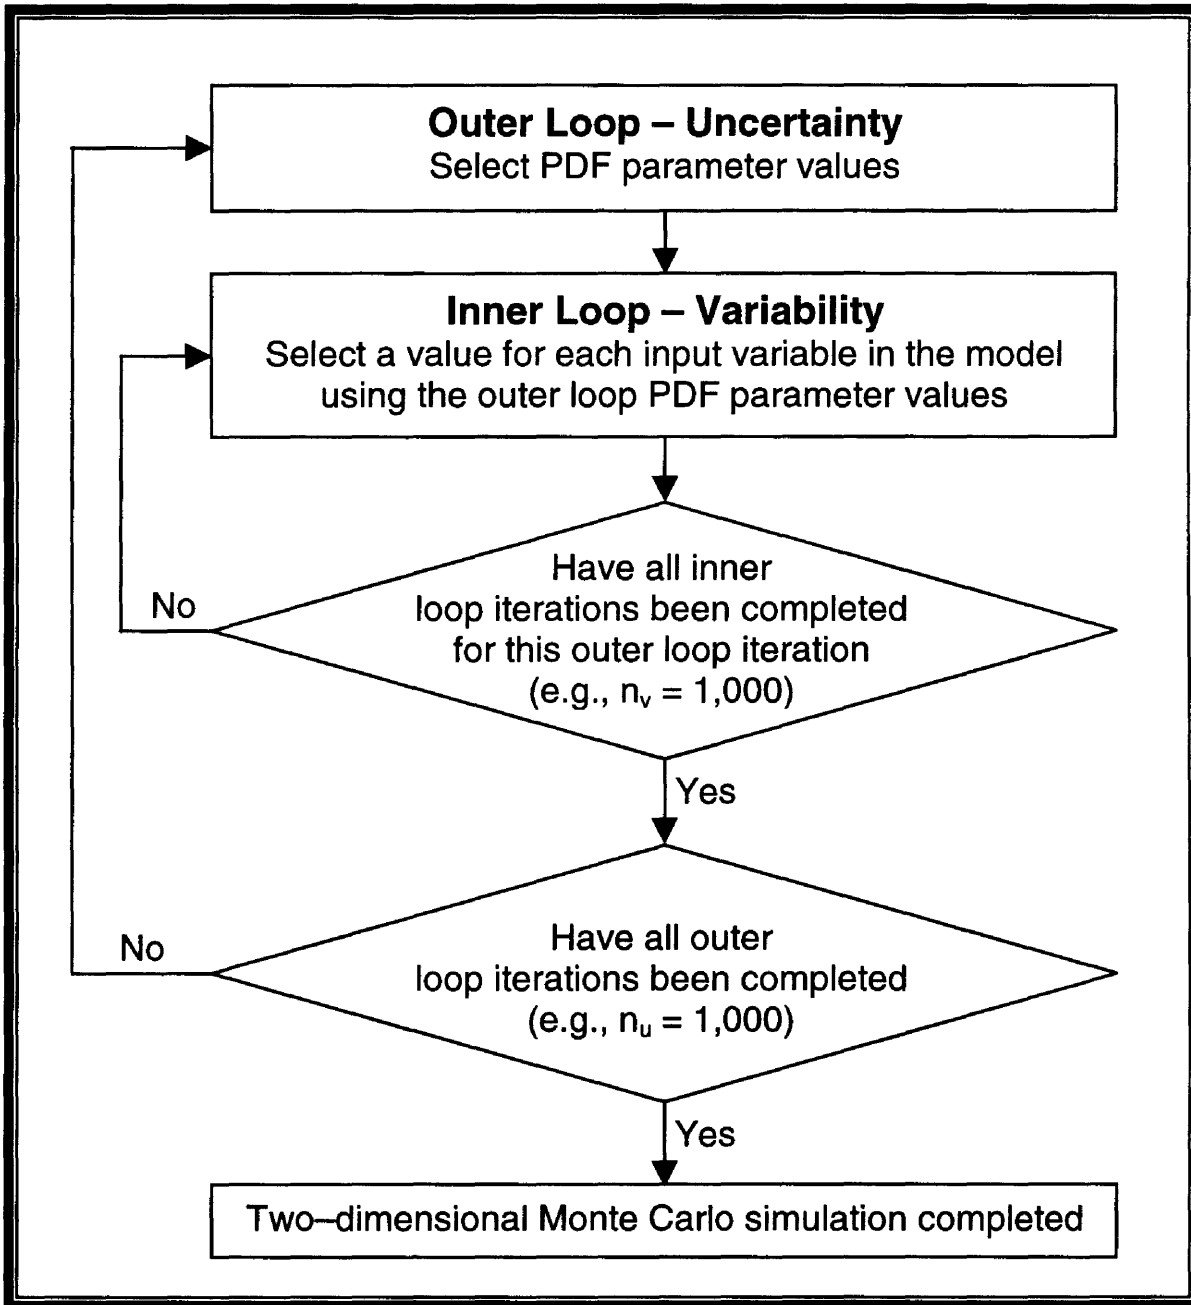 Outer Loop – Uncertainty
Select PDF parameter values
Inner Loop – Variability
Select a value for each input variable in the model
using the outer loop PDF parameter values
Have all inner
loop iterations been completed
for this outer loop iteration
(e.g., nᵥ = 1,000)
No
Yes
Have all outer
loop iterations been completed
(e.g., nᵤ = 1,000)
No
Yes
Two–dimensional Monte Carlo simulation completed